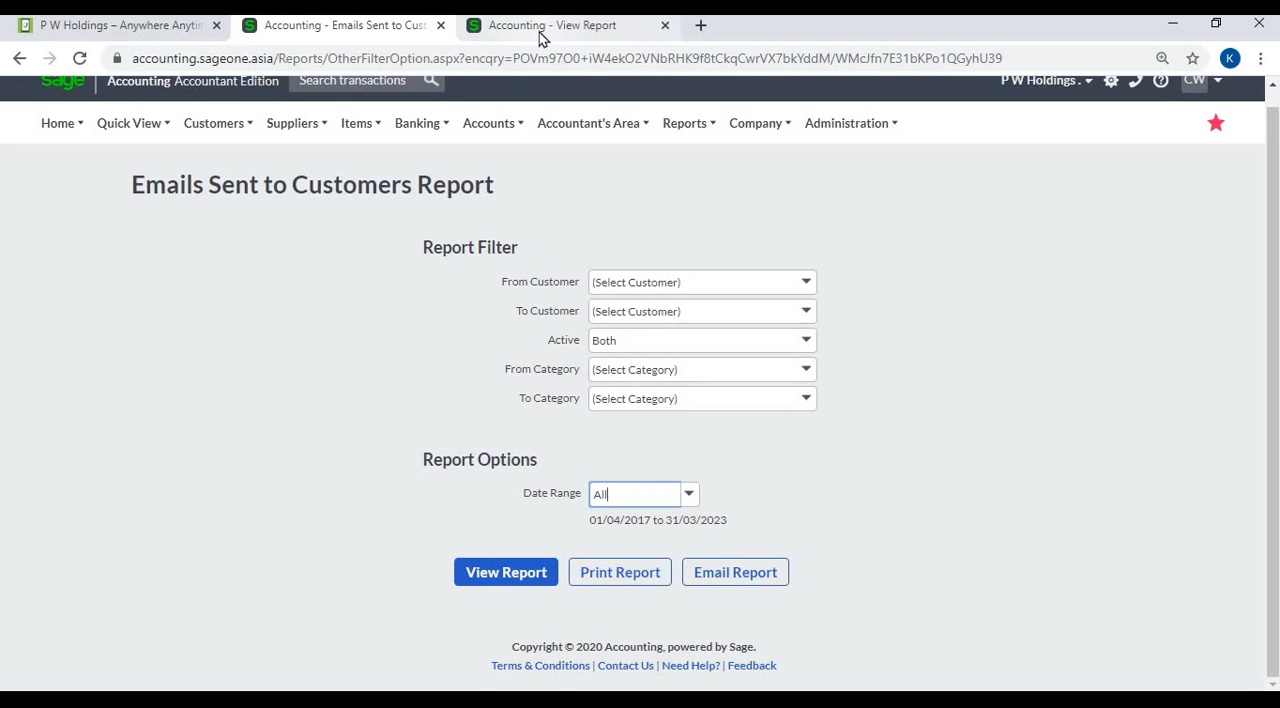 P W Holdings – Anywhere Anytin
Accounting - Emails Sent to Cust
Accounting - View Report
accounting.sageone.asia/Reports/OtherFilterOption.aspx?enqry=POVm97O0+iW4ekO2VNbRHK9f8tCkqCwrVX7bkYddM/WMcJfn7E31bKPo1QGyhU39
K
sage Accounting Accountant Edition
Search transactions
P W Holdings .
CW
Home
Quick View
Customers
Suppliers
Items
Banking
Accounts
Accountant's Area
Reports
Company
Administration
Emails Sent to Customers Report
Report Filter
From Customer (Select Customer)
To Customer (Select Customer)
Active Both
From Category (Select Category)
To Category (Select Category)
Report Options
Date Range All
01/04/2017 to 31/03/2023
View Report
Print Report
Email Report
Copyright © 2020 Accounting, powered by Sage.
Terms & Conditions | Contact Us | Need Help? | Feedback